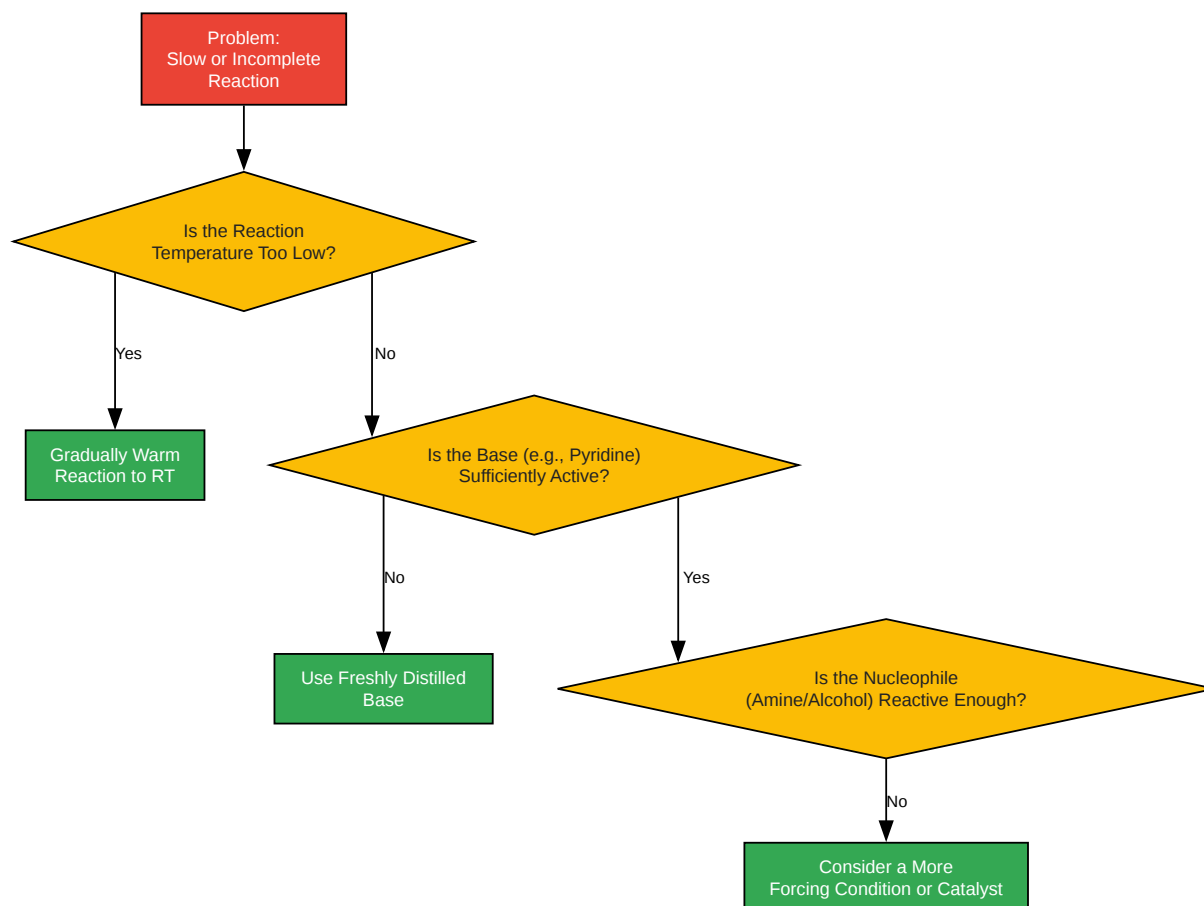 Problem:
Slow or Incomplete
Reaction
Is the Reaction
Temperature Too Low?
Yes
No
Gradually Warm
Reaction to RT
Is the Base (e.g., Pyridine)
Sufficiently Active?
No
Yes
Use Freshly Distilled
Base
Is the Nucleophile
(Amine/Alcohol) Reactive Enough?
No
Consider a More
Forcing Condition or Catalyst